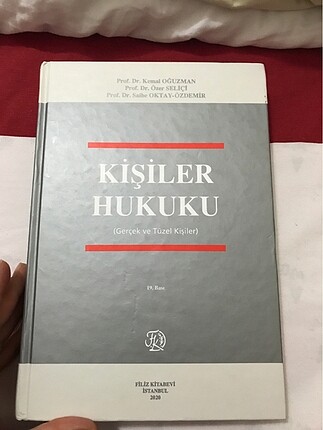 Prof. Dr. Kemal OĞUZMAN
Prof. Dr. Özer SELİÇİ
Prof. Dr. Saibe OKTAY-ÖZDEMİR
KİŞİLER
HUKUKU
(Gerçek ve Tüzel Kişiler)
19. Bası
FİLİZ KİTABEVİ
İSTANBUL
2020